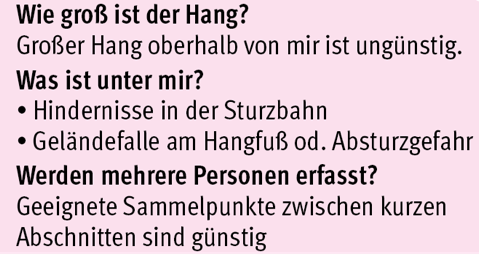 Wie groß ist der Hang?
Großer Hang oberhalb von mir ist ungünstig.
Was ist unter mir?
• Hindernisse in der Sturzbahn
• Geländefalle am Hangfuß od. Absturzgefahr
Werden mehrere Personen erfasst?
Geeignete Sammelpunkte zwischen kurzen
Abschnitten sind günstig